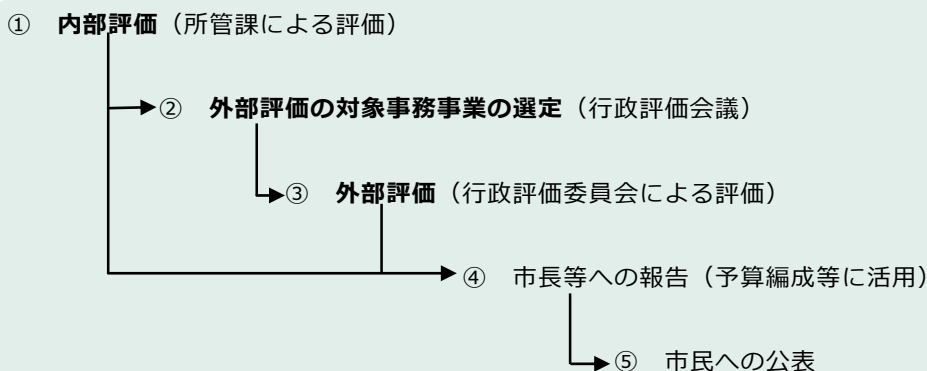 ① 内部評価（所管課による評価）
② 外部評価の対象事務事業の選定（行政評価会議）
③ 外部評価（行政評価委員会による評価）
④ 市長等への報告（予算編成等に活用）
⑤ 市民への公表